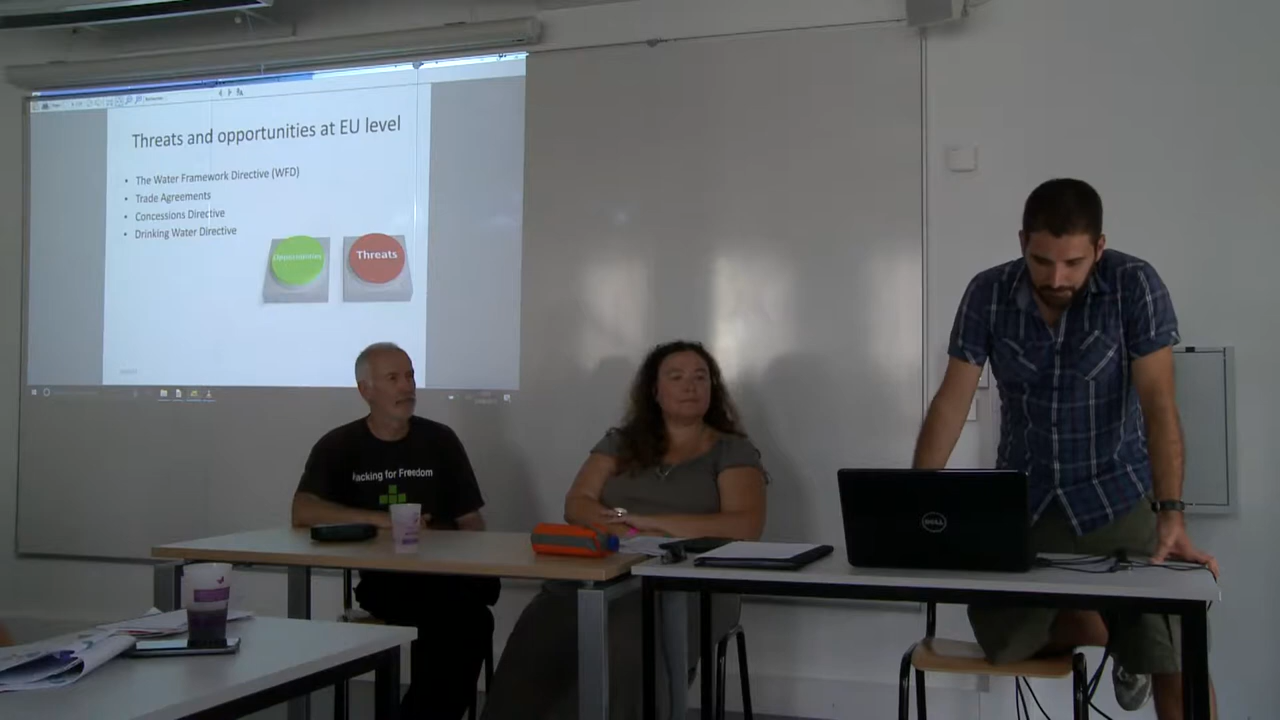 Threats and opportunities at EU level
• The Water Framework Directive (WFD)
• Trade Agreements
• Concessions Directive
• Drinking Water Directive
Opportunities
Threats
Hacking for Freedom
DELL